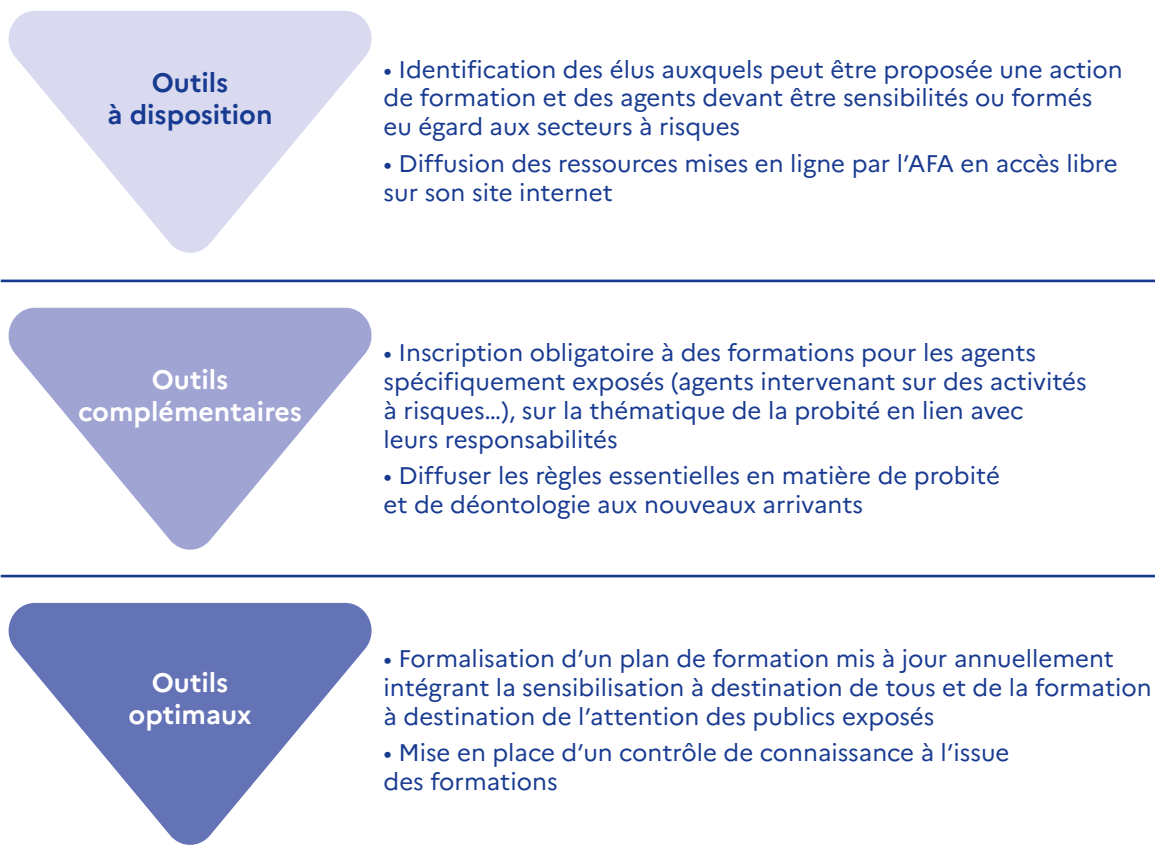 Outils
à disposition
• Identification des élus auxquels peut être proposée une action
de formation et des agents devant être sensibilités ou formés
eu égard aux secteurs à risques
• Diffusion des ressources mises en ligne par l’AFA en accès libre
sur son site internet
Outils
complémentaires
• Inscription obligatoire à des formations pour les agents
spécifiquement exposés (agents intervenant sur des activités
à risques…), sur la thématique de la probité en lien avec
leurs responsabilités
• Diffuser les règles essentielles en matière de probité
et de déontologie aux nouveaux arrivants
Outils
optimaux
• Formalisation d’un plan de formation mis à jour annuellement
intégrant la sensibilisation à destination de tous et de la formation
à destination de l’attention des publics exposés
• Mise en place d’un contrôle de connaissance à l’issue
des formations